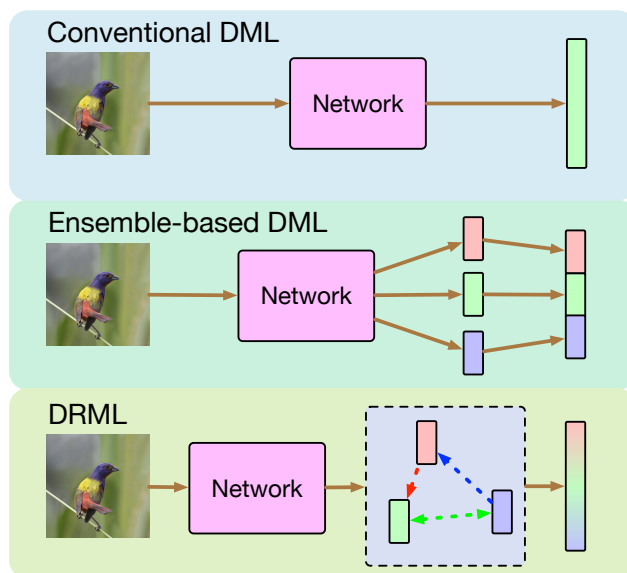 Conventional DML
Network
Ensemble-based DML
Network
DRML
Network